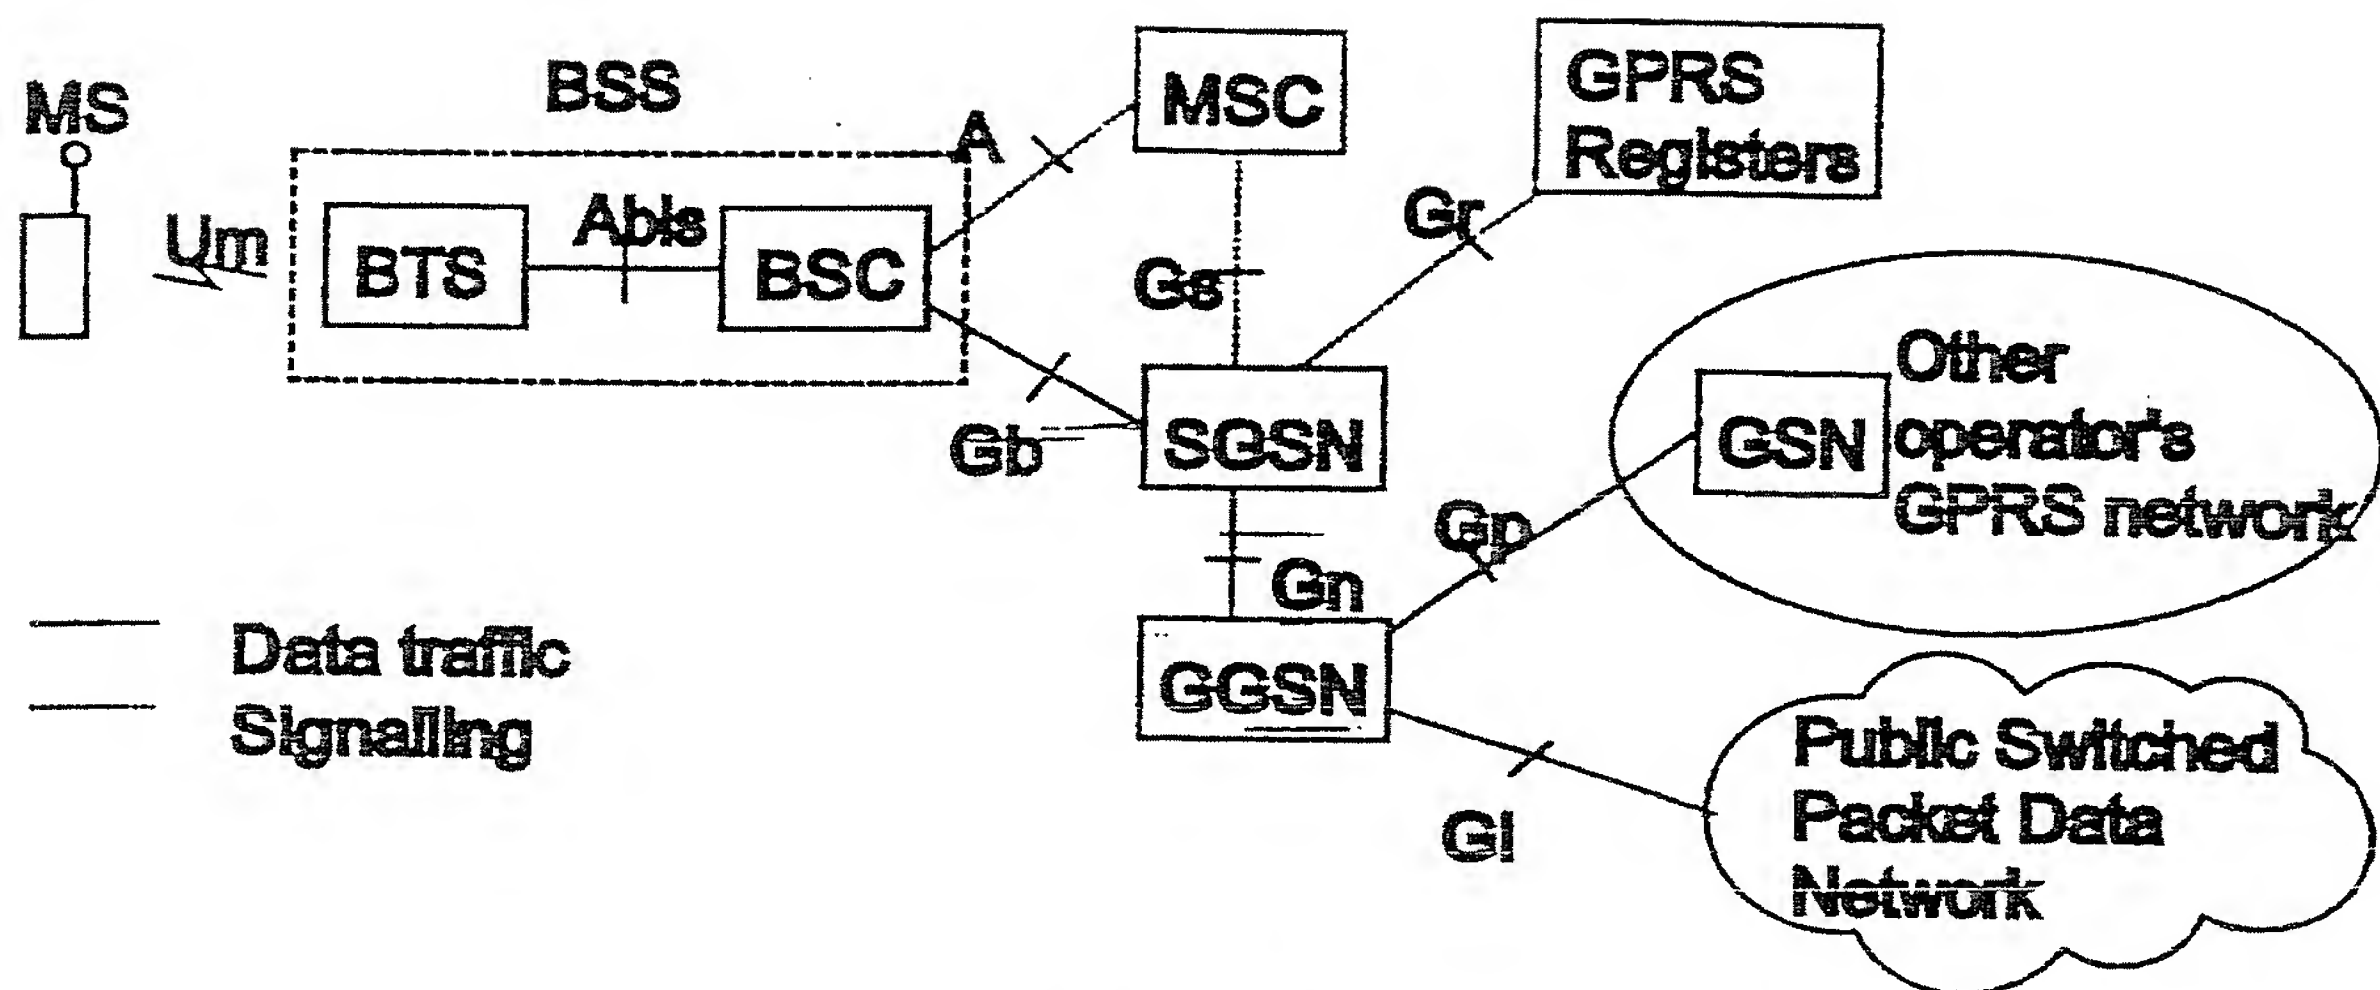 MS
BSS
MSC
GPRS
Registers
A
Um
BTS
Abis
BSC
Gs
Gr
Gb
SGSN
GSN
Other
operator's
GPRS network
Gp
Gn
GGSN
Data traffic
Signalling
Gi
Public Switched
Packet Data
Network